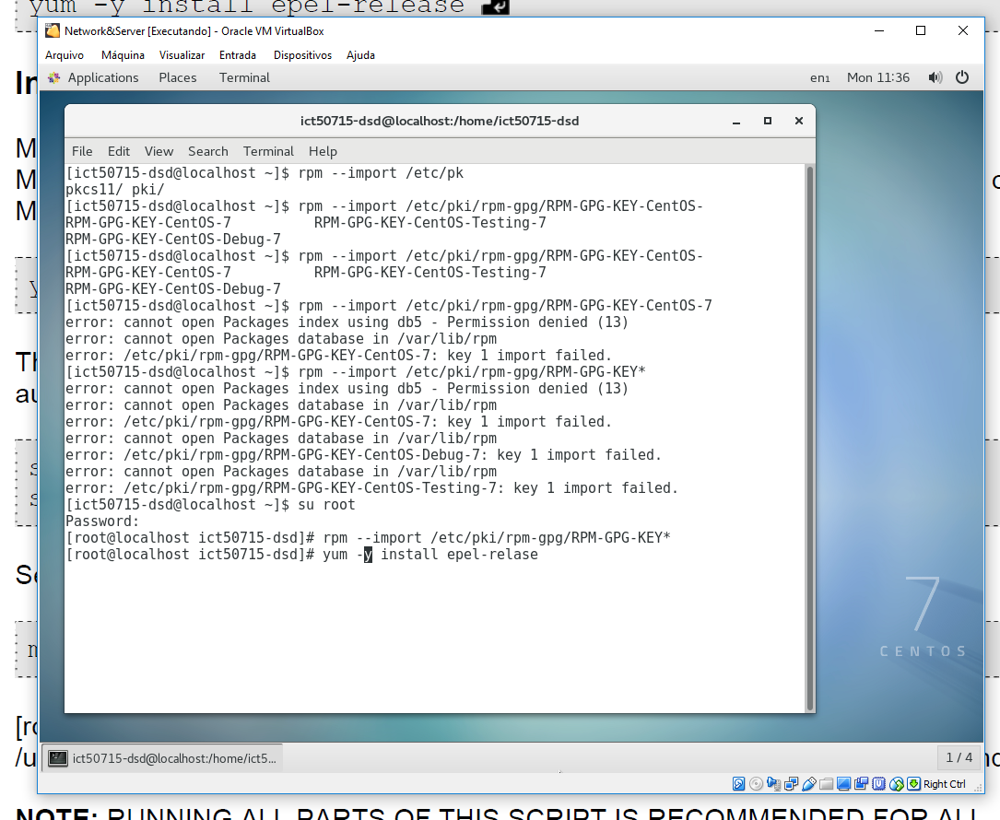 yum -y install epel-release
Network&Server [Executando] - Oracle VM VirtualBox
Arquivo Máquina Visualizar Entrada Dispositivos Ajuda
Applications Places Terminal en1 Mon 11:36
ict50715-dsd@localhost:/home/ict50715-dsd
File Edit View Search Terminal Help
[ict50715-dsd@localhost ~]$ rpm --import /etc/pk
pkcs11/ pki/
[ict50715-dsd@localhost ~]$ rpm --import /etc/pki/rpm-gpg/RPM-GPG-KEY-CentOS-
RPM-GPG-KEY-CentOS-7 RPM-GPG-KEY-CentOS-Testing-7
RPM-GPG-KEY-CentOS-Debug-7
[ict50715-dsd@localhost ~]$ rpm --import /etc/pki/rpm-gpg/RPM-GPG-KEY-CentOS-
RPM-GPG-KEY-CentOS-7 RPM-GPG-KEY-CentOS-Testing-7
RPM-GPG-KEY-CentOS-Debug-7
[ict50715-dsd@localhost ~]$ rpm --import /etc/pki/rpm-gpg/RPM-GPG-KEY-CentOS-7
error: cannot open Packages index using db5 - Permission denied (13)
error: cannot open Packages database in /var/lib/rpm
error: /etc/pki/rpm-gpg/RPM-GPG-KEY-CentOS-7: key 1 import failed.
[ict50715-dsd@localhost ~]$ rpm --import /etc/pki/rpm-gpg/RPM-GPG-KEY*
error: cannot open Packages index using db5 - Permission denied (13)
error: cannot open Packages database in /var/lib/rpm
error: /etc/pki/rpm-gpg/RPM-GPG-KEY-CentOS-7: key 1 import failed.
error: cannot open Packages database in /var/lib/rpm
error: /etc/pki/rpm-gpg/RPM-GPG-KEY-CentOS-Debug-7: key 1 import failed.
error: cannot open Packages database in /var/lib/rpm
error: /etc/pki/rpm-gpg/RPM-GPG-KEY-CentOS-Testing-7: key 1 import failed.
[ict50715-dsd@localhost ~]$ su root
Password:
[root@localhost ict50715-dsd]# rpm --import /etc/pki/rpm-gpg/RPM-GPG-KEY*
[root@localhost ict50715-dsd]# yum -y install epel-relase
7
CENTOS
ict50715-dsd@localhost:/home/ict5... 1 / 4
Right Ctrl
NOTE: RUNNING ALL PARTS OF THIS SCRIPT IS RECOMMENDED FOR ALL